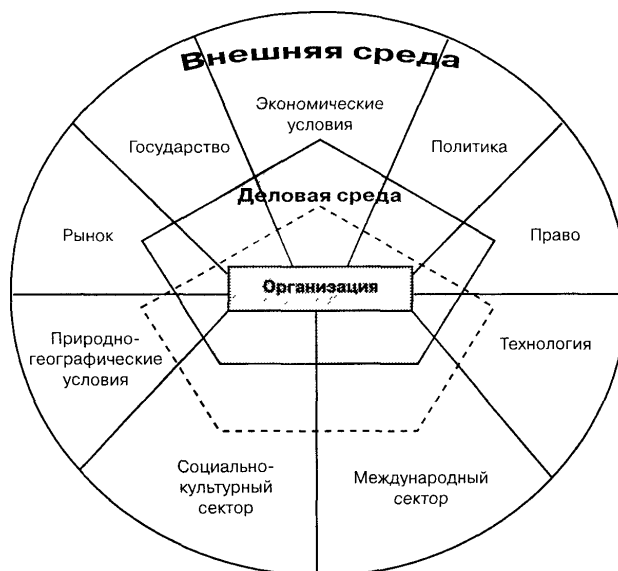 Внешняя среда
Экономические
условия
Государство
Политика
Деловая среда
Рынок
Право
Организация
Природно-
географические
условия
Технология
Социально-
культурный
сектор
Международный
сектор